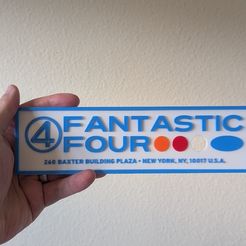 4 FANTASTIC
FOUR
260 BAXTER BUILDING PLAZA • NEW YORK, NY, 10017 U.S.A.